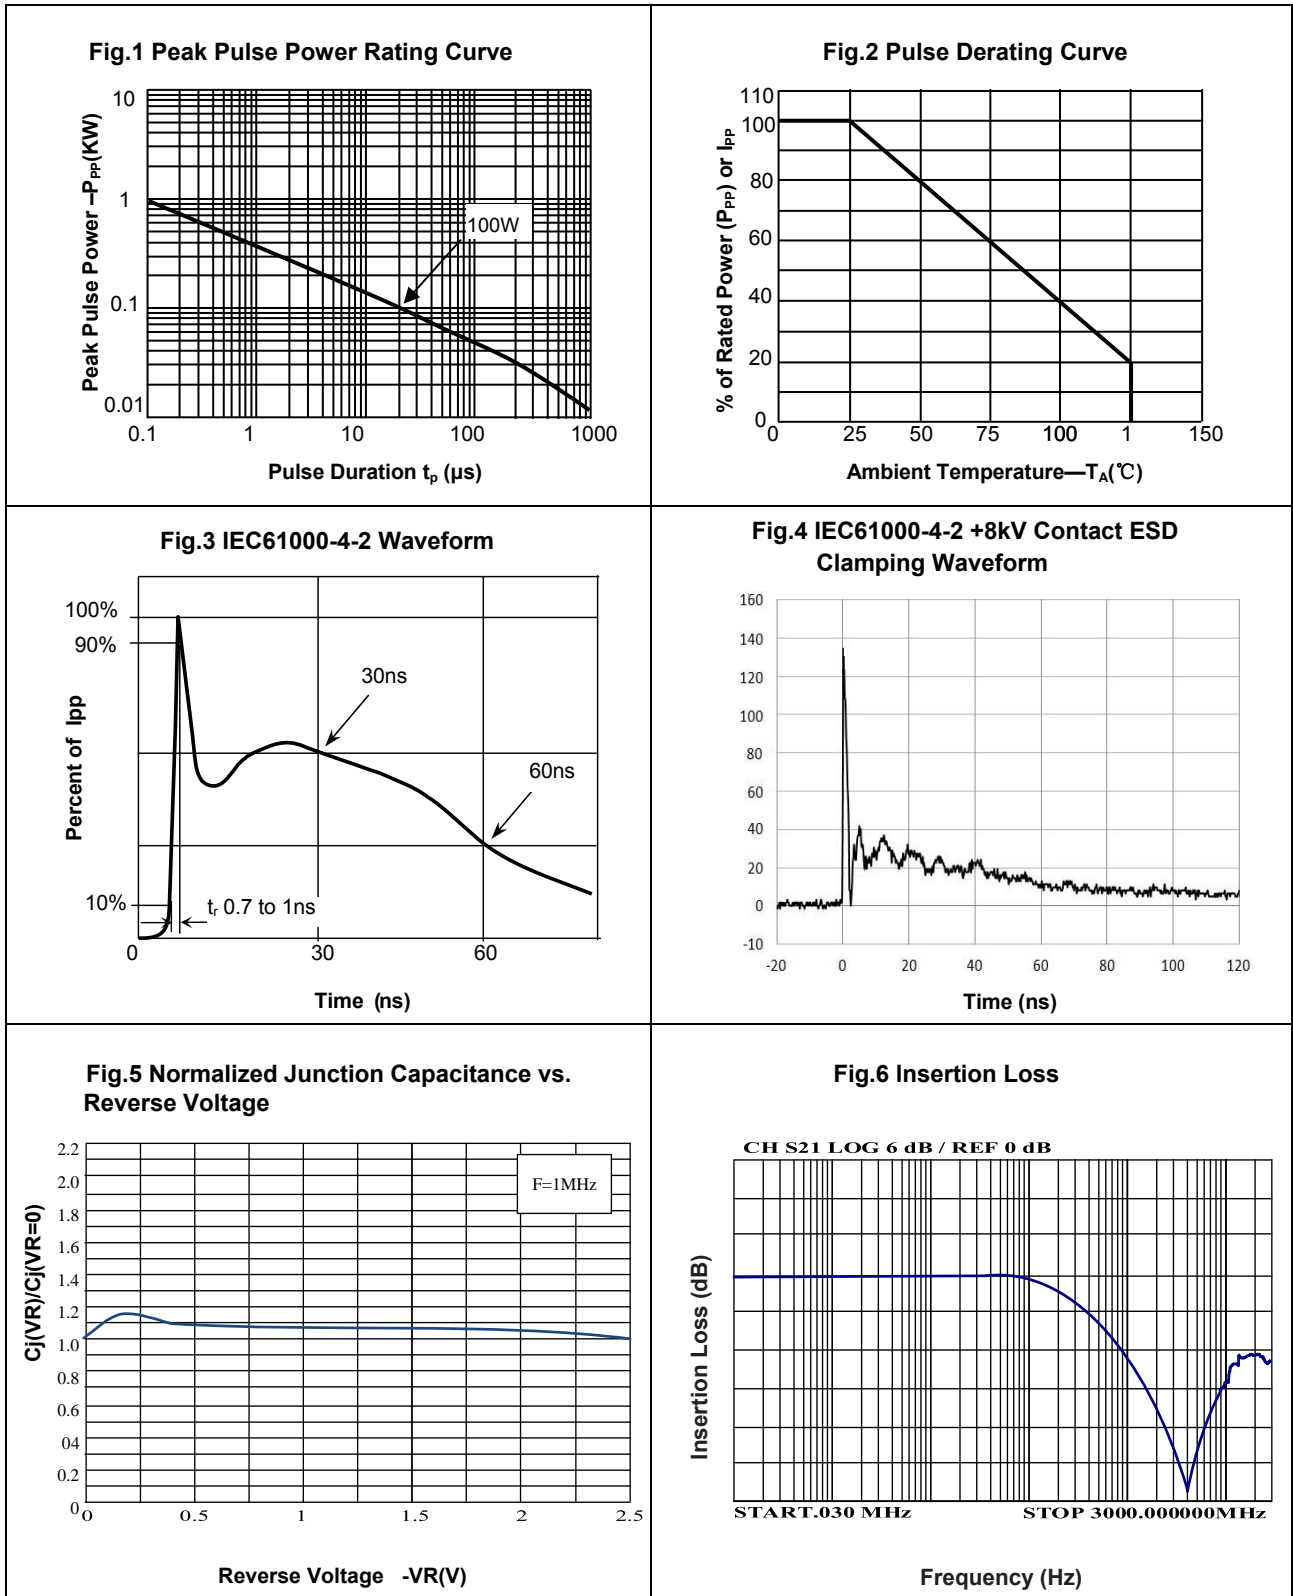 Fig.1 Peak Pulse Power Rating Curve
Peak Pulse Power –PPP(KW)
10
1
0.1
0.01
100W
0.1 1 10 100 1000
Pulse Duration tp (μs)
Fig.2 Pulse Derating Curve
% of Rated Power (PPP) or IPP
110
100
80
60
40
20
0
0 25 50 75 100 1 150
Ambient Temperature—TA(℃)
Fig.3 IEC61000-4-2 Waveform
Percent of Ipp
100%
90%
10%
30ns
60ns
tr 0.7 to 1ns
0 30 60
Time (ns)
Fig.4 IEC61000-4-2 +8kV Contact ESD
Clamping Waveform
160
140
120
100
80
60
40
20
0
-10
-20 0 20 40 60 80 100 120
Time (ns)
Fig.5 Normalized Junction Capacitance vs.
Reverse Voltage
Cj(VR)/Cj(VR=0)
2.2
2.0
1.8
1.6
1.4
1.2
1.0
0.8
0.6
04
0.2
0
F=1MHz
0 0.5 1 1.5 2 2.5
Reverse Voltage -VR(V)
Fig.6 Insertion Loss
CH S21 LOG 6 dB / REF 0 dB
Insertion Loss (dB)
START.030 MHz STOP 3000.000000MHz
Frequency (Hz)